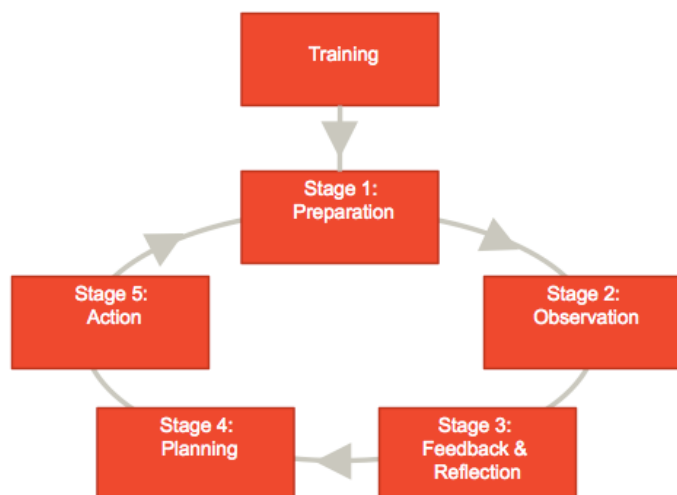 Training
Stage 1:
Preparation
Stage 2:
Observation
Stage 3:
Feedback &
Reflection
Stage 4:
Planning
Stage 5:
Action